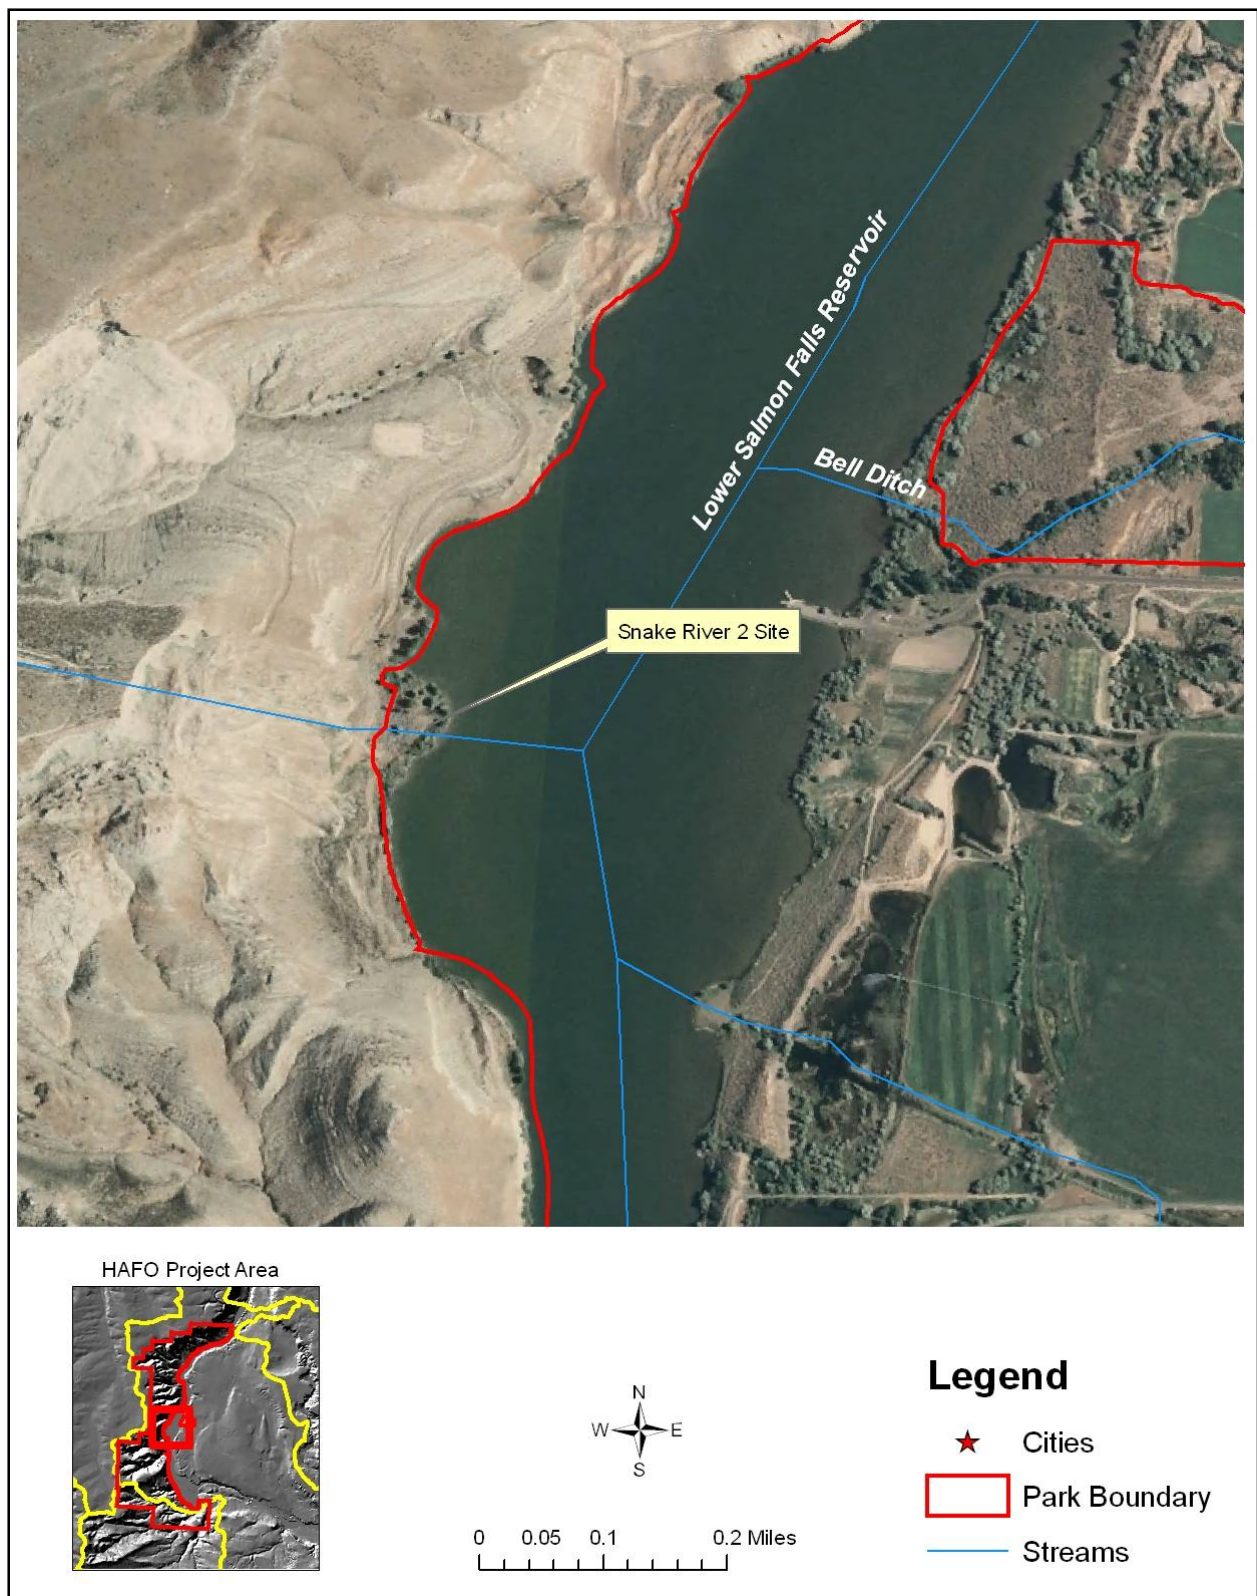 Lower Salmon Falls Reservoir
Bell Ditch
Snake River 2 Site
HAFO Project Area
N
W E
S
0 0.05 0.1 0.2 Miles
Legend
Cities
Park Boundary
Streams